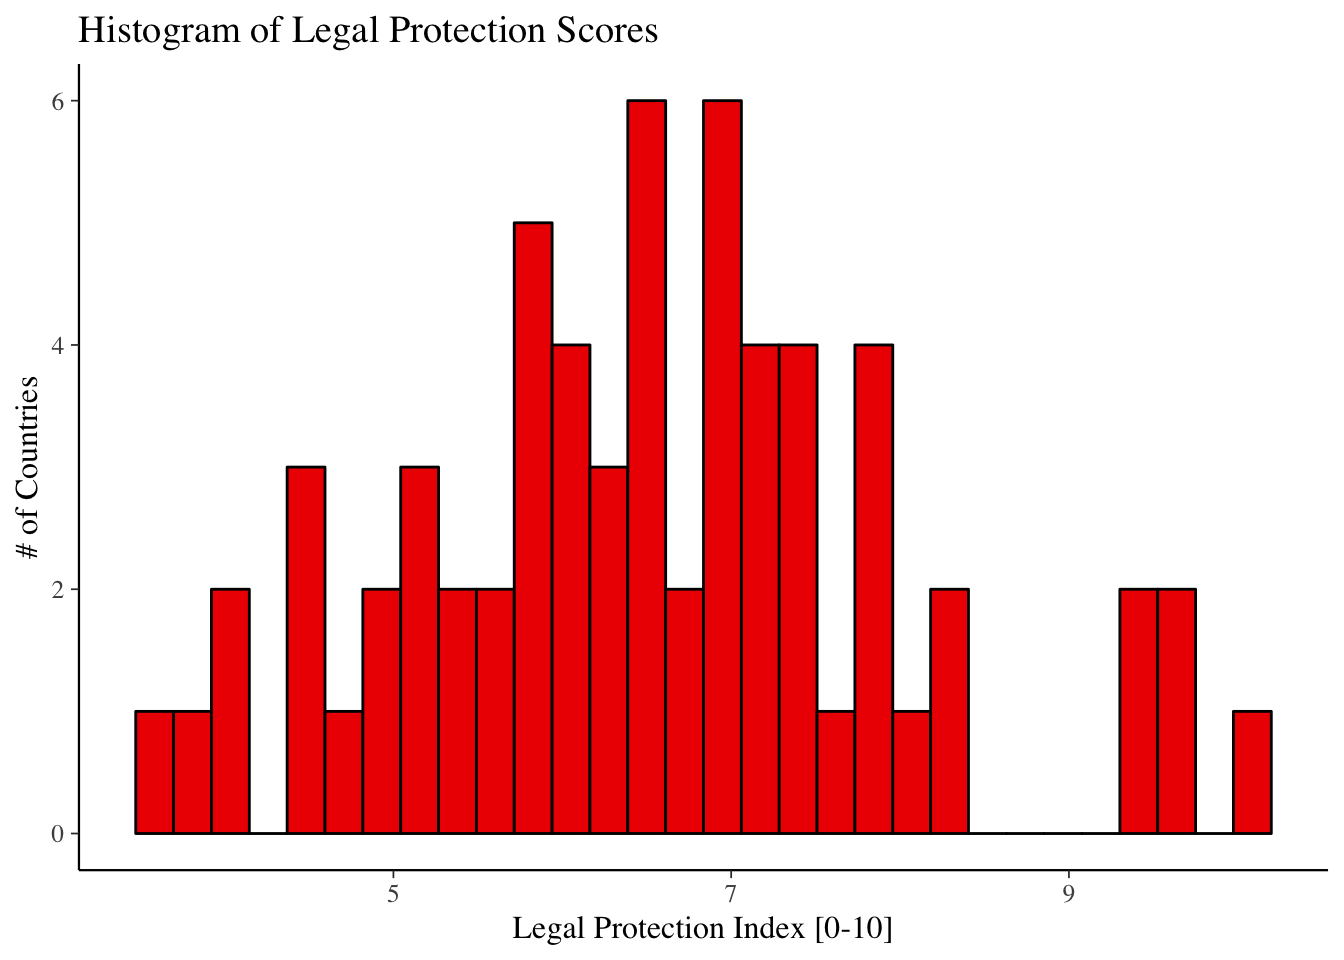 Histogram of Legal Protection Scores
6
4
2
0
# of Countries
5 7 9
Legal Protection Index [0-10]